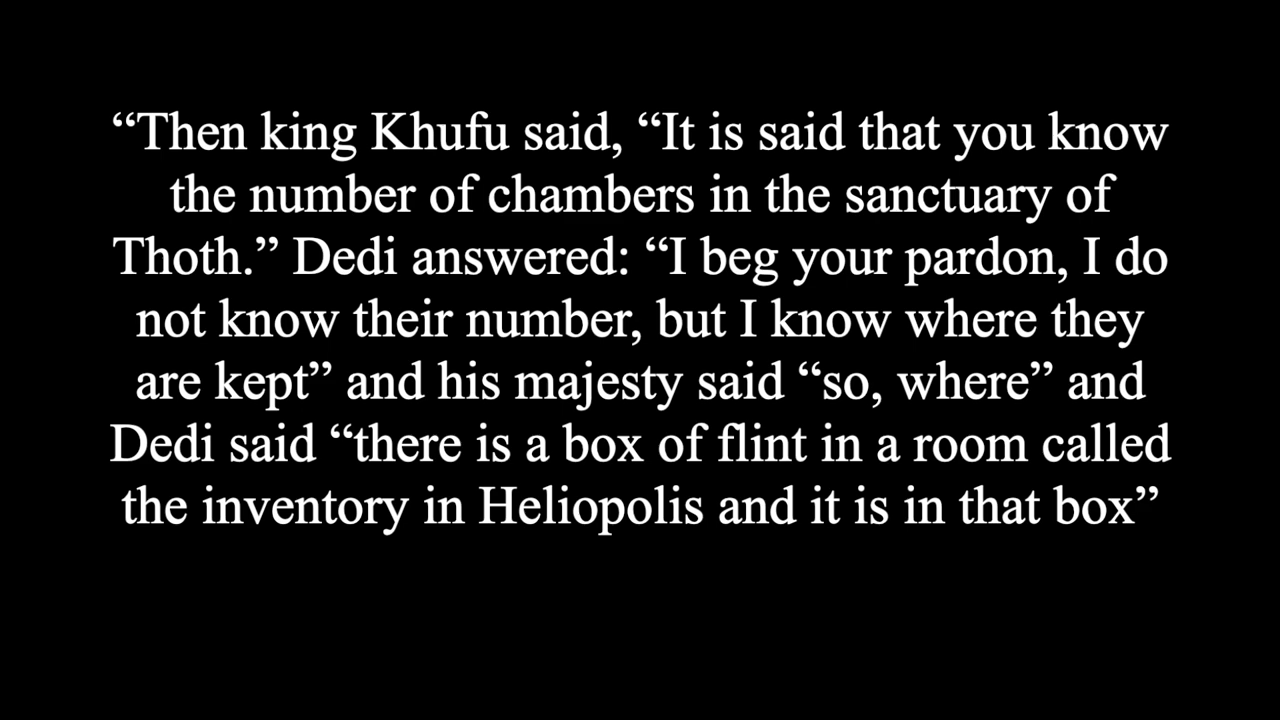 “Then king Khufu said, “It is said that you know
the number of chambers in the sanctuary of
Thoth.” Dedi answered: “I beg your pardon, I do
not know their number, but I know where they
are kept” and his majesty said “so, where” and
Dedi said “there is a box of flint in a room called
the inventory in Heliopolis and it is in that box”